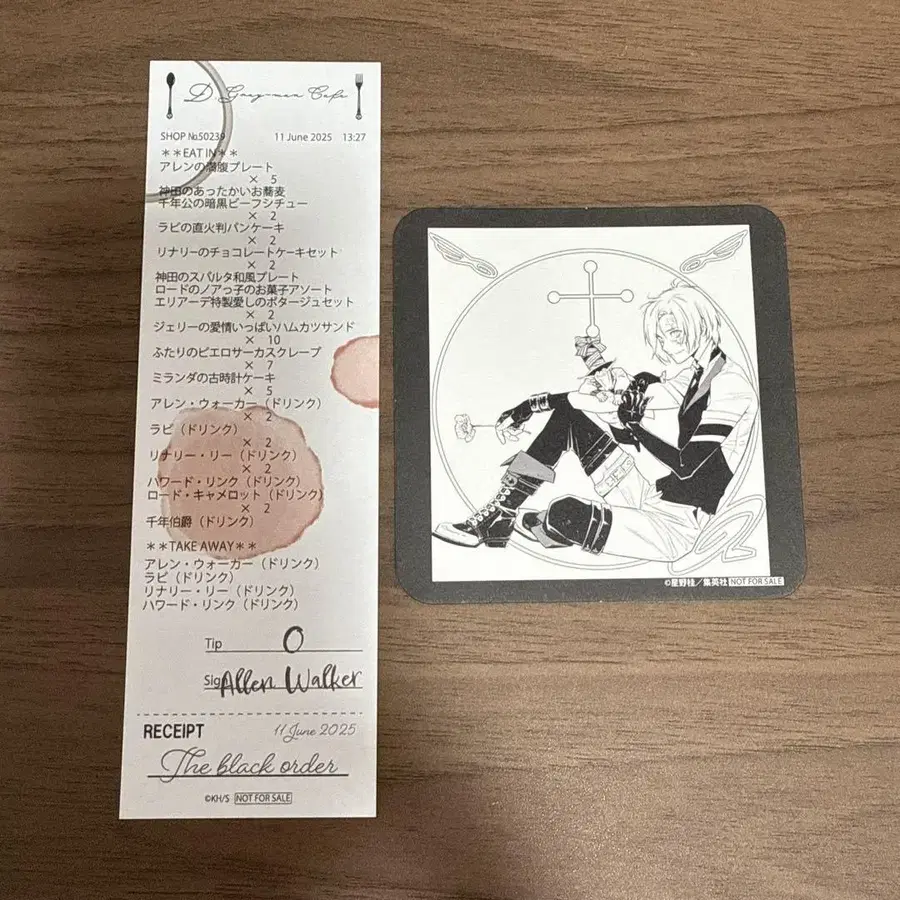 D.Gray-man Cafe
SHOP №50239 11 June 2025 13:27
**EAT IN**
アレンの満腹プレート
× 5
神田のあったかいお蕎麦
千年公の暗黒ビーフシチュー
× 2
ラビの直火判パンケーキ
× 2
リナリーのチョコレートケーキセット
× 2
神田のスパルタ和風プレート
ロードのノアっ子のお菓子アソート
エリアーデ特製愛しのポタージュセット
× 2
ジェリーの愛情いっぱいハムカツサンド
× 10
ふたりのピエロサーカスクレープ
× 7
ミランダの古時計ケーキ
× 5
アレン・ウォーカー（ドリンク）
× 2
ラビ（ドリンク）
× 2
リナリー・リー（ドリンク）
× 2
ハワード・リンク（ドリンク）
ロード・キャメロット（ドリンク）
× 2
千年伯爵（ドリンク）
**TAKE AWAY**
アレン・ウォーカー（ドリンク）
ラビ（ドリンク）
リナリー・リー（ドリンク）
ハワード・リンク（ドリンク）
Tip 0
Sign Allen Walker
RECEIPT 11 June 2025
The black order
©KH/S NOT FOR SALE
©星野桂／集英社 NOT FOR SALE